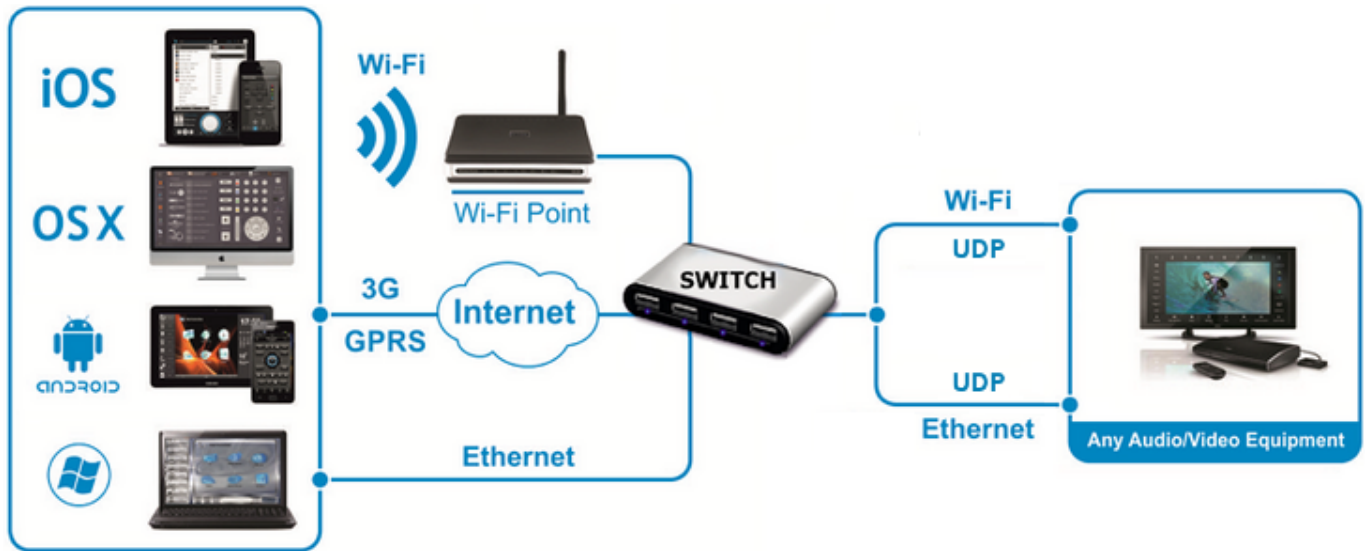 iOS
OS X
ANDROID
Wi-Fi
Wi-Fi Point
3G
GPRS
Internet
Ethernet
SWITCH
Wi-Fi
UDP
UDP
Ethernet
Any Audio/Video Equipment